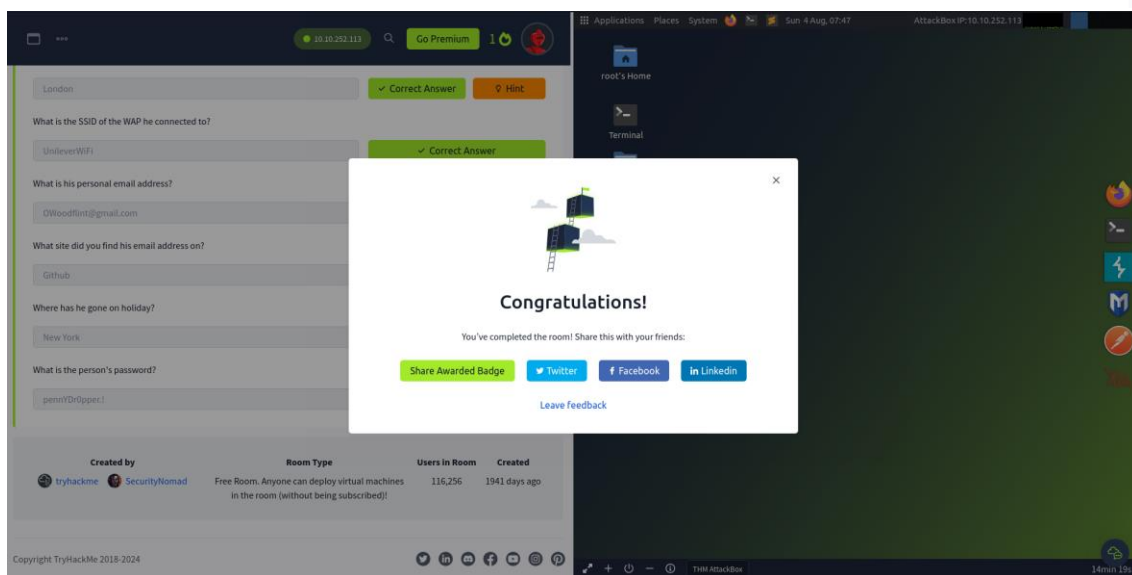 10.10.252.113
Go Premium
1
Applications Places System
Sun 4 Aug, 07:47
AttackBox IP:10.10.252.113
London
Correct Answer
Hint
What is the SSID of the WAP he connected to?
UnileverWiFi
Correct Answer
What is his personal email address?
OWoodflint@gmail.com
What site did you find his email address on?
Github
Where has he gone on holiday?
New York
What is the person's password?
pennYDr0pper.!
Congratulations!
You've completed the room! Share this with your friends:
Share Awarded Badge
Twitter
Facebook
Linkedin
Leave feedback
Created by
tryhackme SecurityNomad
Room Type
Free Room. Anyone can deploy virtual machines
in the room (without being subscribed)!
Users in Room
116,256
Created
1941 days ago
Copyright TryHackMe 2018-2024
root's Home
Terminal
THM AttackBox
14min 19s